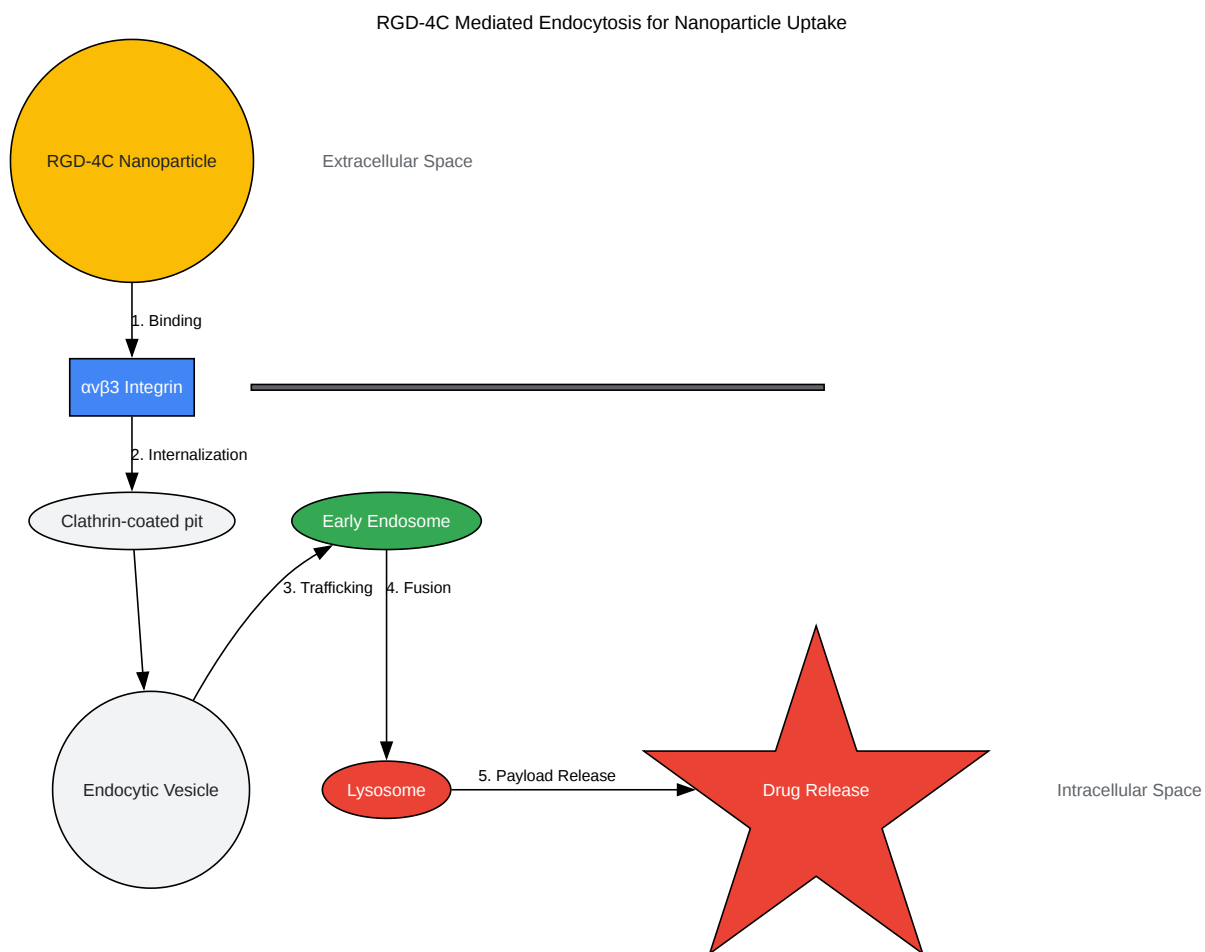 RGD-4C Mediated Endocytosis for Nanoparticle Uptake
RGD-4C Nanoparticle
Extracellular Space
1. Binding
αvβ3 Integrin
2. Internalization
Clathrin-coated pit
Early Endosome
3. Trafficking
4. Fusion
Endocytic Vesicle
Lysosome
5. Payload Release
Drug Release
Intracellular Space